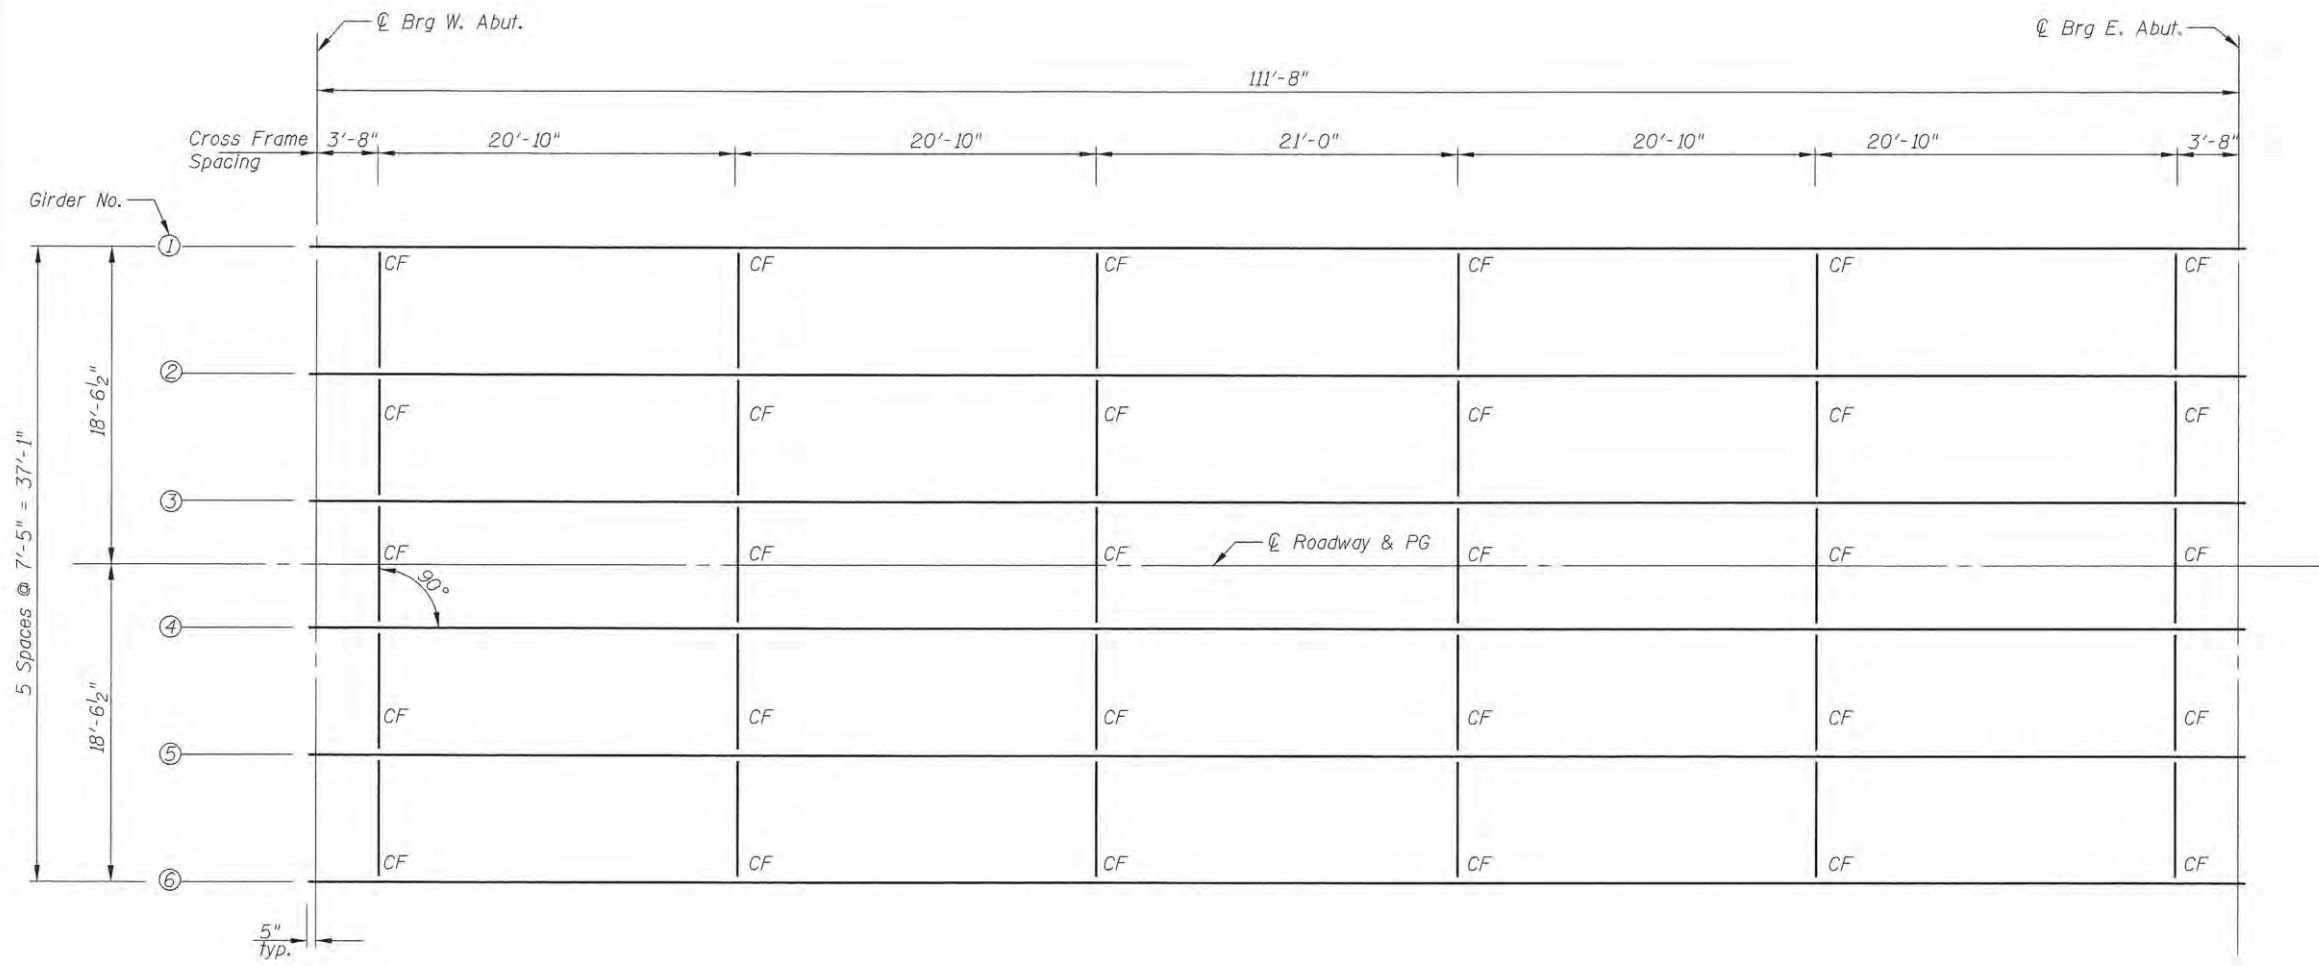 ℄ Brg W. Abut.
℄ Brg E. Abut.
111'-8"
Cross Frame
Spacing
3'-8"
20'-10"
20'-10"
21'-0"
20'-10"
20'-10"
3'-8"
Girder No.
1
CF CF CF CF CF CF
2
CF CF CF CF CF CF
18'-6½"
5 Spaces @ 7'-5" = 37'-1"
3
℄ Roadway & PG
CF CF CF CF CF CF
90°
4
18'-6½"
CF CF CF CF CF CF
5
CF CF CF CF CF CF
6
5"
typ.